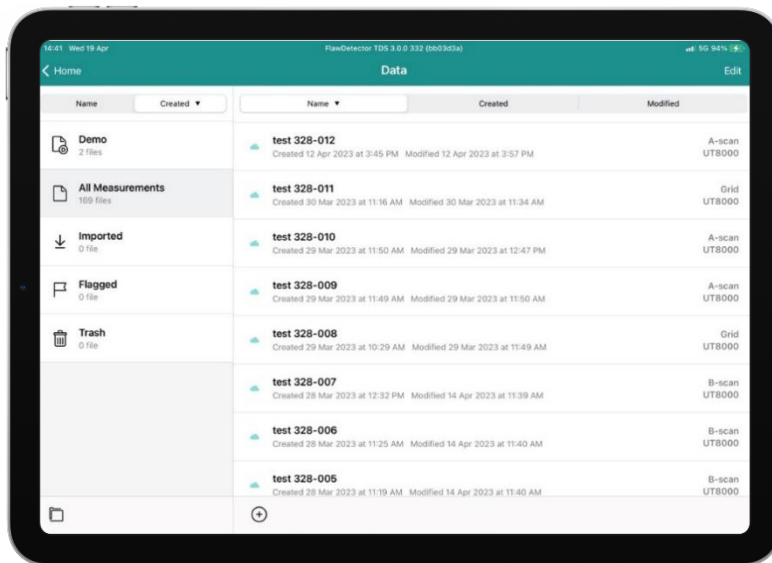 14:41 Wed 19 Apr
FlawDetector TDS 3.0.0 332 (bb03d3a)
5G 94%
Home
Data
Edit
Name
Created ▼
Name ▼
Created
Modified
Demo
2 files
All Measurements
169 files
Imported
0 file
Flagged
0 file
Trash
0 file
test 328-012
Created 12 Apr 2023 at 3:45 PM Modified 12 Apr 2023 at 3:57 PM
A-scan
UT8000
test 328-011
Created 30 Mar 2023 at 11:16 AM Modified 30 Mar 2023 at 11:34 AM
Grid
UT8000
test 328-010
Created 29 Mar 2023 at 11:50 AM Modified 29 Mar 2023 at 12:47 PM
A-scan
UT8000
test 328-009
Created 29 Mar 2023 at 11:49 AM Modified 29 Mar 2023 at 11:50 AM
A-scan
UT8000
test 328-008
Created 29 Mar 2023 at 10:29 AM Modified 29 Mar 2023 at 11:49 AM
Grid
UT8000
test 328-007
Created 28 Mar 2023 at 12:32 PM Modified 14 Apr 2023 at 11:39 AM
B-scan
UT8000
test 328-006
Created 28 Mar 2023 at 11:25 AM Modified 14 Apr 2023 at 11:40 AM
B-scan
UT8000
test 328-005
Created 28 Mar 2023 at 11:19 AM Modified 14 Apr 2023 at 11:40 AM
B-scan
UT8000